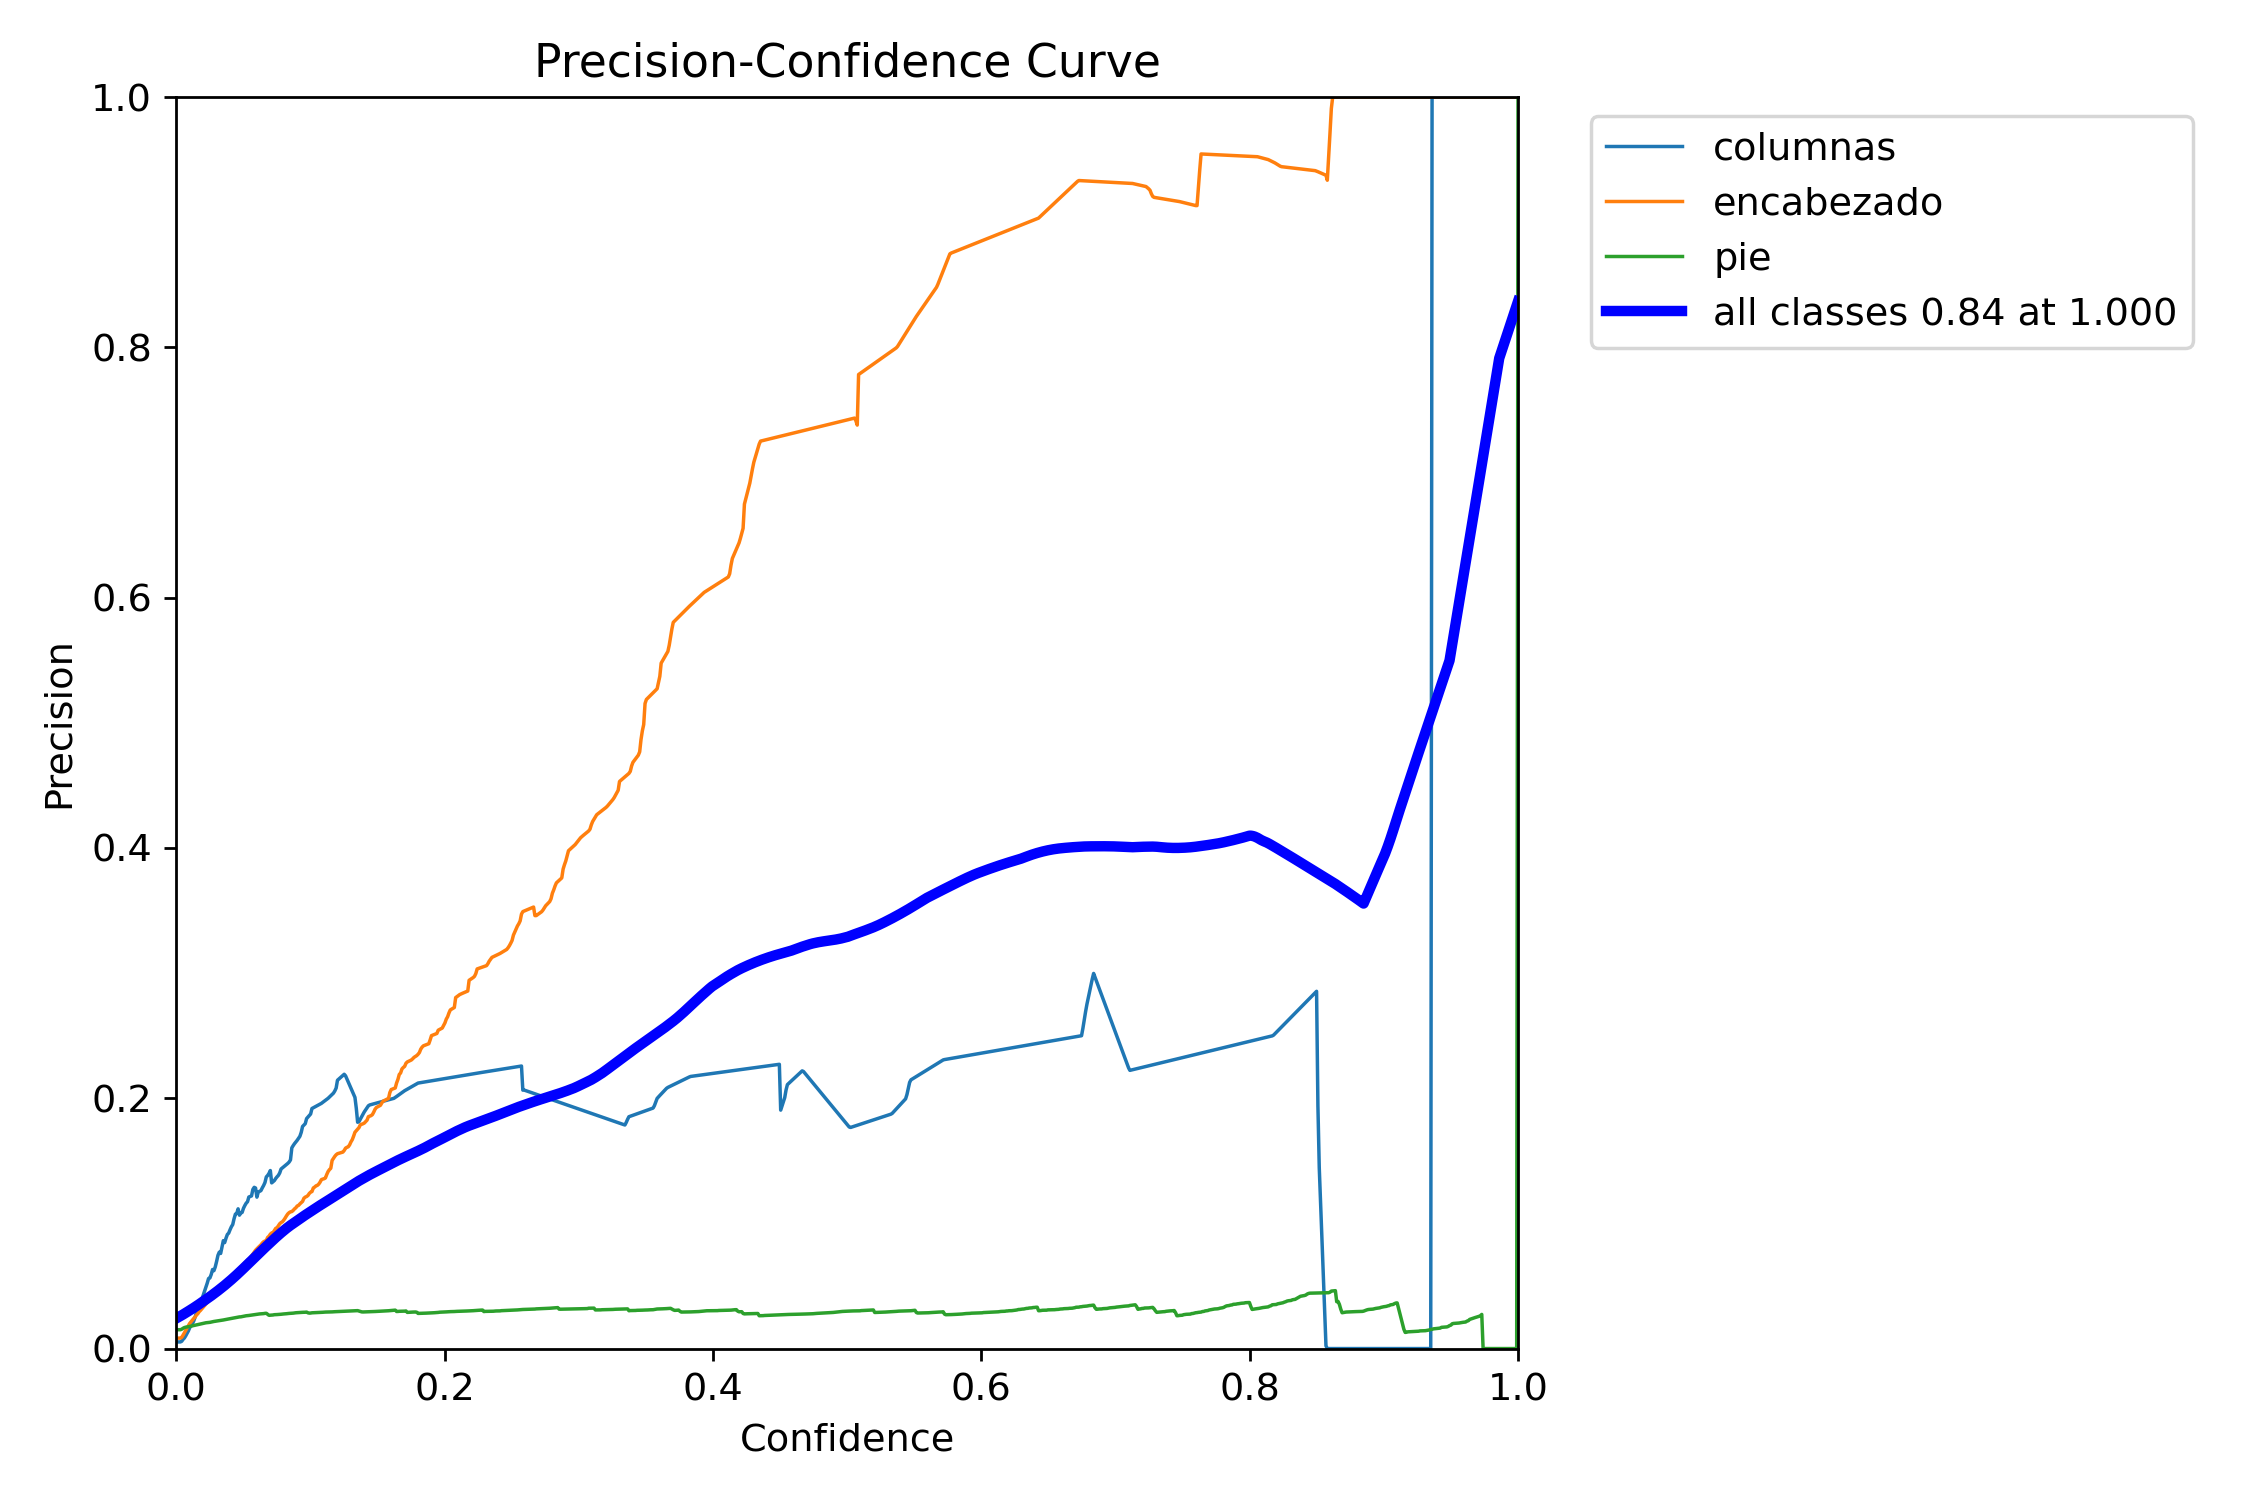 Precision-Confidence Curve
1.0
0.8
0.6
0.4
0.2
0.0
Precision
0.0 0.2 0.4 0.6 0.8 1.0
Confidence
columnas
encabezado
pie
all classes 0.84 at 1.000